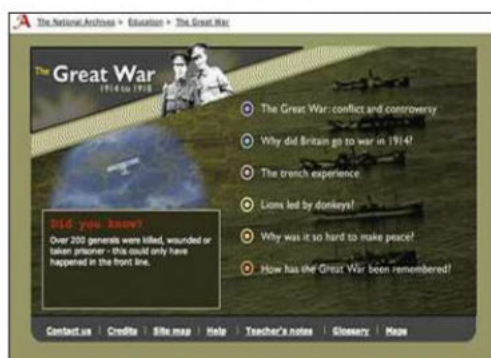 The National Archives > Education > The Great War
The Great War
1914 to 1918
The Great War: conflict and controversy
Why did Britain go to war in 1914?
The trench experience
Lions led by donkeys?
Why was it so hard to make peace?
How has the Great War been remembered?
Did you know?
Over 200 generals were killed, wounded or
taken prisoner - this could only have
happened in the front line.
Contact us | Credits | Site map | Help | Teacher's notes | Glossary | Maps